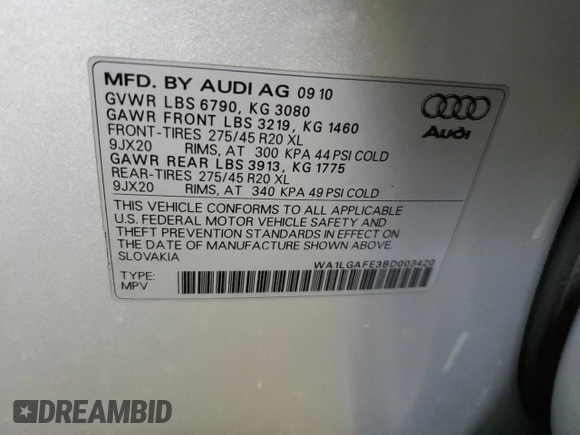 MFD. BY AUDI AG 09 10
GVWR LBS 6790, KG 3080
GAWR FRONT LBS 3219, KG 1460
FRONT-TIRES 275/45 R20 XL
9JX20 RIMS, AT 300 KPA 44 PSI COLD
GAWR REAR LBS 3913, KG 1775
REAR-TIRES 275/45 R20 XL
9JX20 RIMS, AT 340 KPA 49 PSI COLD
Audi
THIS VEHICLE CONFORMS TO ALL APPLICABLE
U.S. FEDERAL MOTOR VEHICLE SAFETY AND
THEFT PREVENTION STANDARDS IN EFFECT ON
THE DATE OF MANUFACTURE SHOWN ABOVE.
SLOVAKIA
WA1LGAFE3BD003420
TYPE:
MPV
DREAMBID